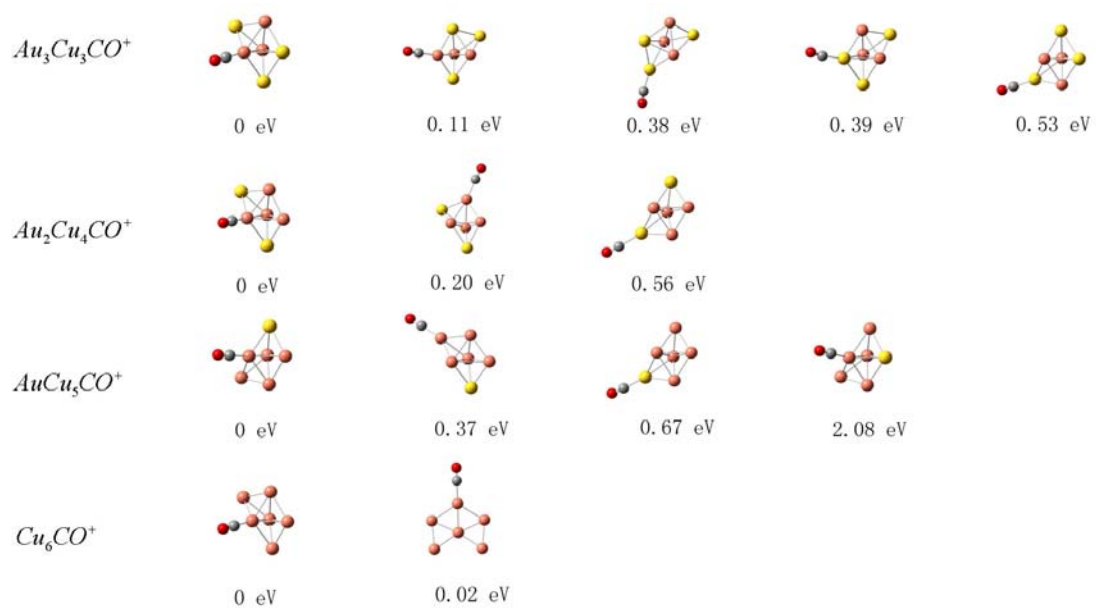 Au₃Cu₃CO⁺
0 eV 0.11 eV 0.38 eV 0.39 eV 0.53 eV
Au₂Cu₄CO⁺
0 eV 0.20 eV 0.56 eV
AuCu₅CO⁺
0 eV 0.37 eV 0.67 eV 2.08 eV
Cu₆CO⁺
0 eV 0.02 eV